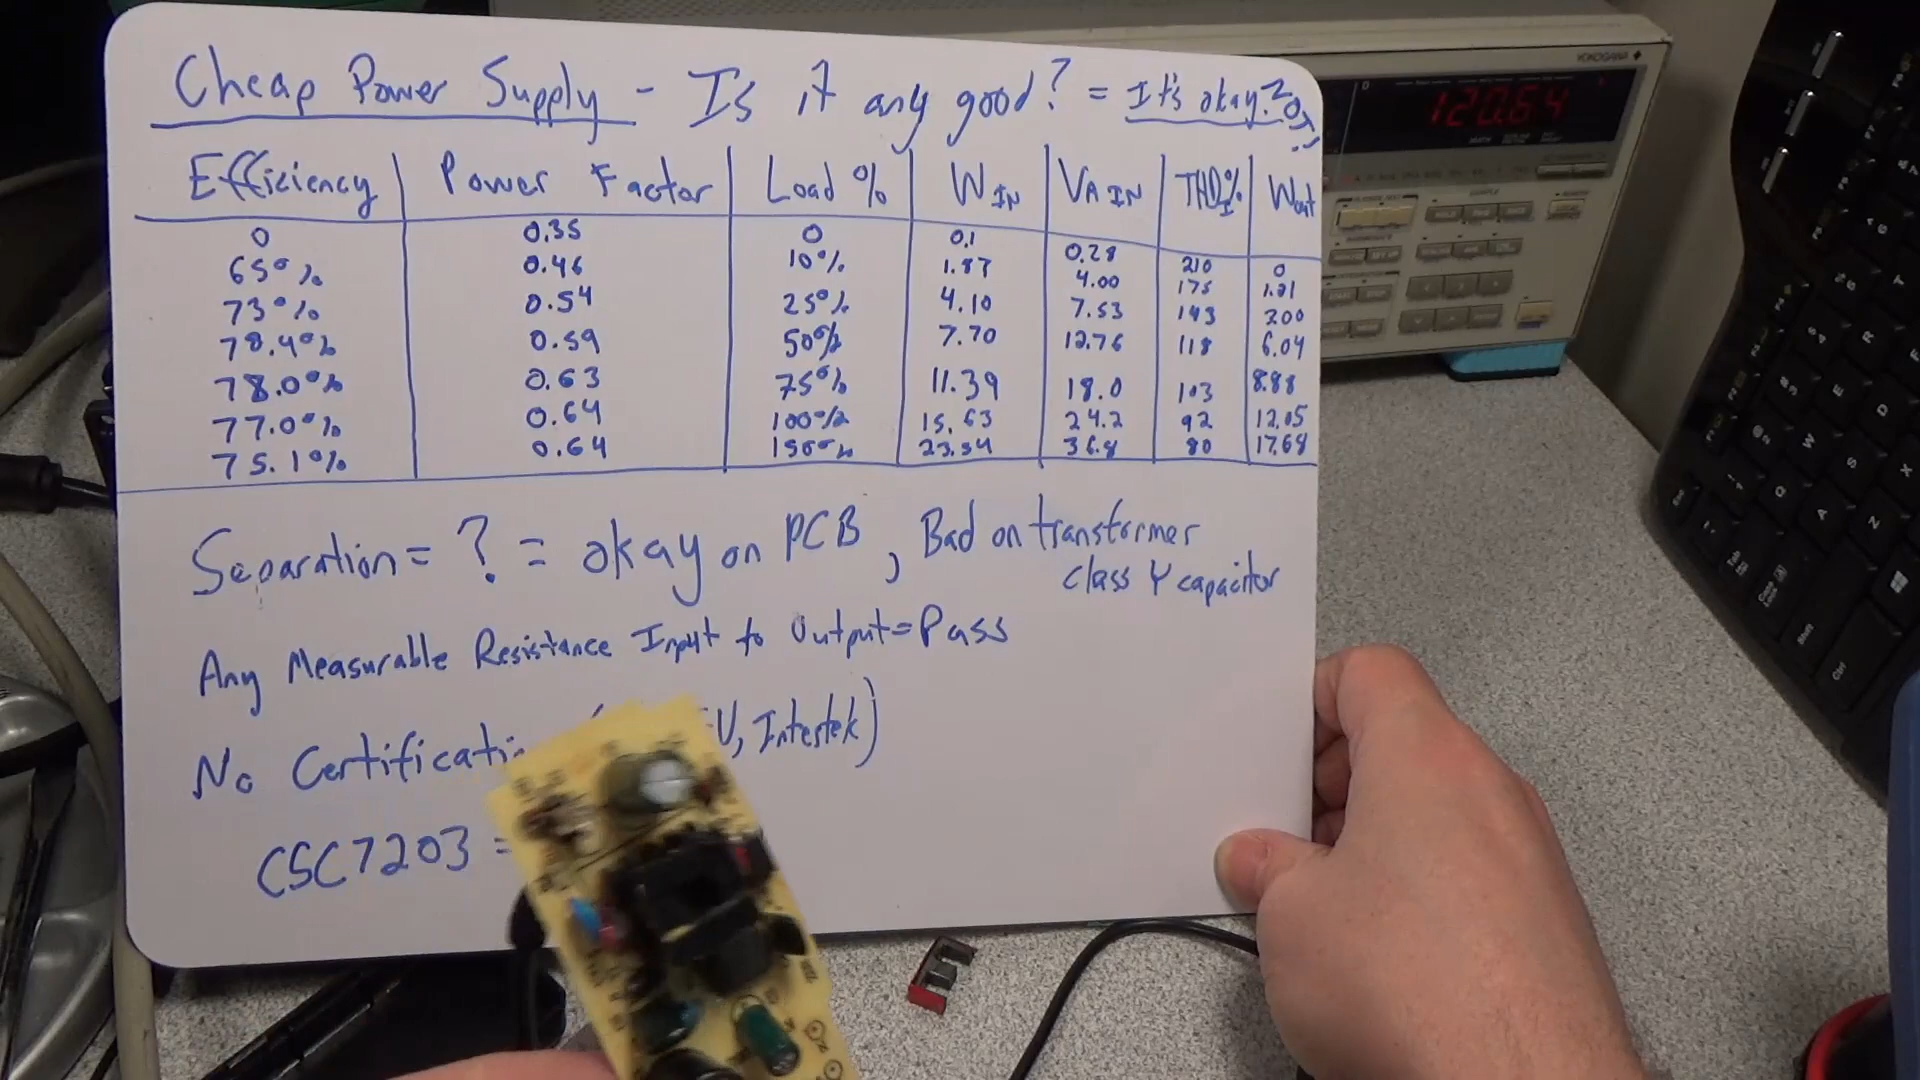 Cheap Power Supply - Is it any good? = It's okay?
Efficiency Power Factor Load % W IN VA IN THD I % W out
0 0.35 0 0.1 0.28 210 0
65% 0.46 10% 1.87 4.00 175 1.21
73% 0.54 25% 4.10 7.53 143 3.00
78.4% 0.59 50% 7.70 12.76 118 6.04
78.0% 0.63 75% 11.39 18.0 103 8.88
77.0% 0.64 100% 15.63 24.2 92 12.05
75.1% 0.64 150% 23.54 36.8 80 17.68
Separation = ? = okay on PCB, Bad on transformer
class Y capacitor
Any Measurable Resistance Input to Output = Pass
No Intertek)
CSC7203 =
YOKOGAWA
120.64